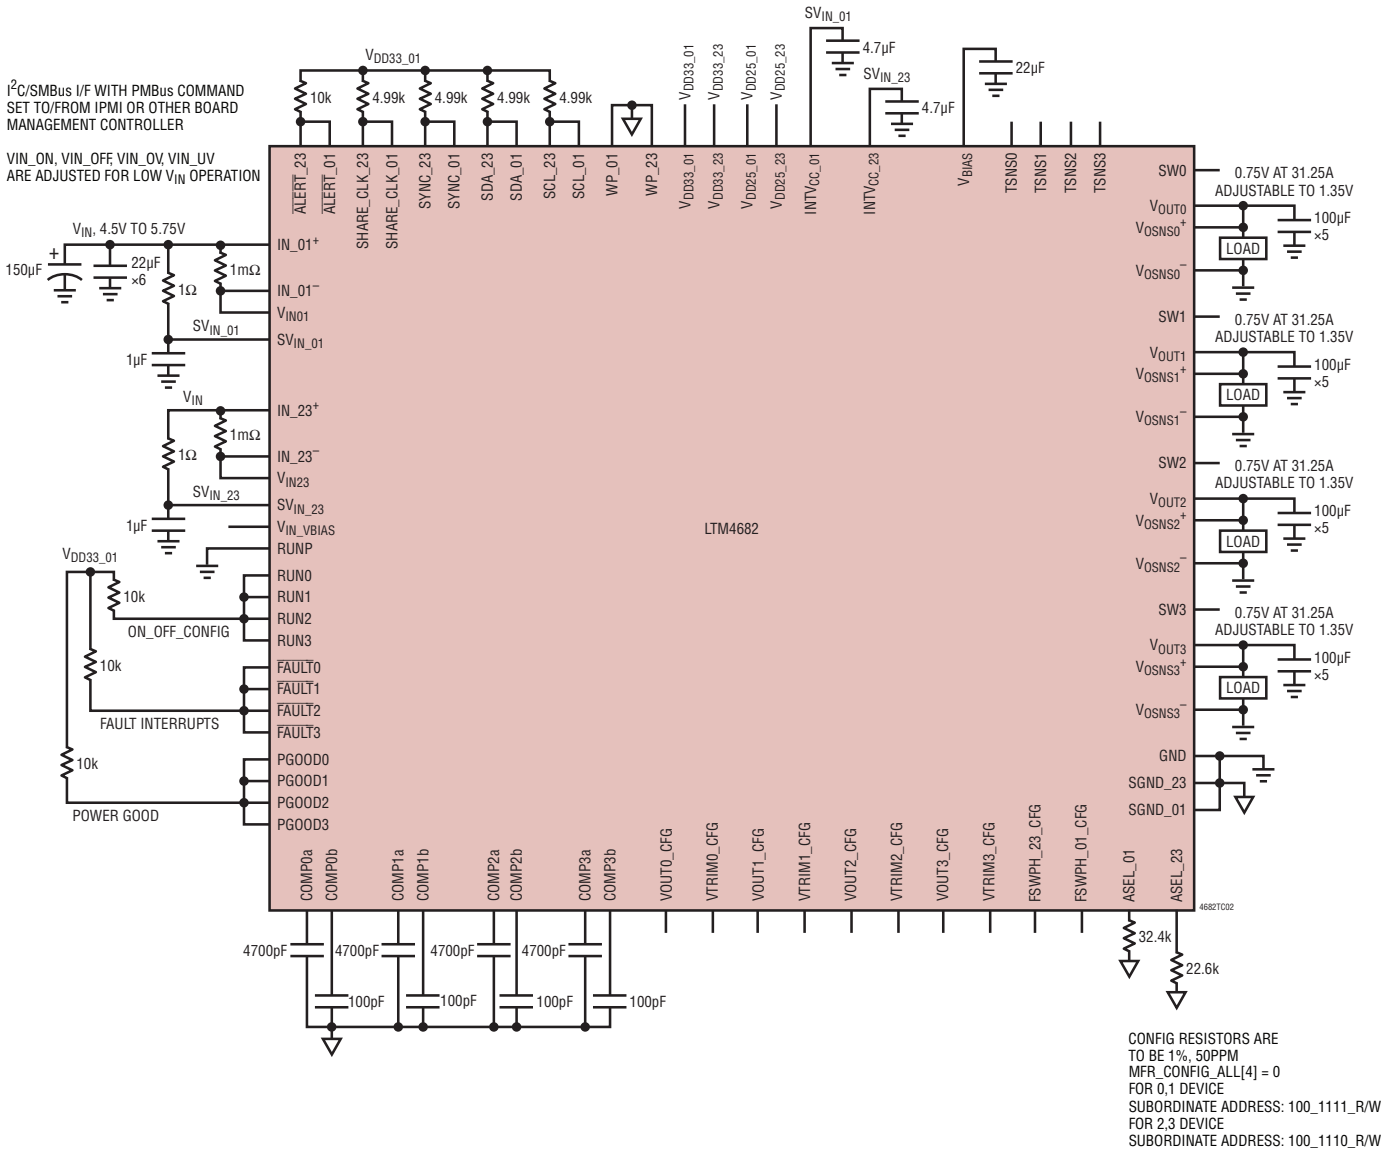 SVIN_01
4.7µF
SVIN_23
4.7µF
22µF
VDD33_01
VDD33_23
VDD25_01
VDD25_23
VDD33_01
10k
4.99k
4.99k
4.99k
4.99k
I2C/SMBus I/F WITH PMBus COMMAND
SET TO/FROM IPMI OR OTHER BOARD
MANAGEMENT CONTROLLER
VIN_ON, VIN_OFF, VIN_OV, VIN_UV
ARE ADJUSTED FOR LOW VIN OPERATION
ALERT_23
ALERT_01
SHARE_CLK_23
SHARE_CLK_01
SYNC_23
SYNC_01
SDA_23
SDA_01
SCL_23
SCL_01
WP_01
WP_23
VDD33_01
VDD33_23
VDD25_01
VDD25_23
INTVCC_01
INTVCC_23
VBIAS
TSNS0
TSNS1
TSNS2
TSNS3
VIN, 4.5V TO 5.75V
150µF
+
22µF
×6
1Ω
1mΩ
SVIN_01
1µF
VIN
1Ω
1mΩ
SVIN_23
1µF
VDD33_01
10k
ON_OFF_CONFIG
10k
FAULT INTERRUPTS
10k
POWER GOOD
IN_01+
IN_01−
VIN01
SVIN_01
IN_23+
IN_23−
VIN23
SVIN_23
VIN_VBIAS
RUNP
RUN0
RUN1
RUN2
RUN3
FAULT0
FAULT1
FAULT2
FAULT3
PGOOD0
PGOOD1
PGOOD2
PGOOD3
LTM4682
SW0
VOUT0
VOSNS0+
VOSNS0−
SW1
VOUT1
VOSNS1+
VOSNS1−
SW2
VOUT2
VOSNS2+
VOSNS2−
SW3
VOUT3
VOSNS3+
VOSNS3−
GND
SGND_23
SGND_01
0.75V AT 31.25A
ADJUSTABLE TO 1.35V
100µF
×5
LOAD
0.75V AT 31.25A
ADJUSTABLE TO 1.35V
100µF
×5
LOAD
0.75V AT 31.25A
ADJUSTABLE TO 1.35V
100µF
×5
LOAD
0.75V AT 31.25A
ADJUSTABLE TO 1.35V
100µF
×5
LOAD
COMP0a
COMP0b
COMP1a
COMP1b
COMP2a
COMP2b
COMP3a
COMP3b
VOUT0_CFG
VTRIM0_CFG
VOUT1_CFG
VTRIM1_CFG
VOUT2_CFG
VTRIM2_CFG
VOUT3_CFG
VTRIM3_CFG
FSWPH_23_CFG
FSWPH_01_CFG
ASEL_01
ASEL_23
4682TC02
4700pF
4700pF
4700pF
4700pF
100pF
100pF
100pF
100pF
32.4k
22.6k
CONFIG RESISTORS ARE
TO BE 1%, 50PPM
MFR_CONFIG_ALL[4] = 0
FOR 0,1 DEVICE
SUBORDINATE ADDRESS: 100_1111_R/W
FOR 2,3 DEVICE
SUBORDINATE ADDRESS: 100_1110_R/W